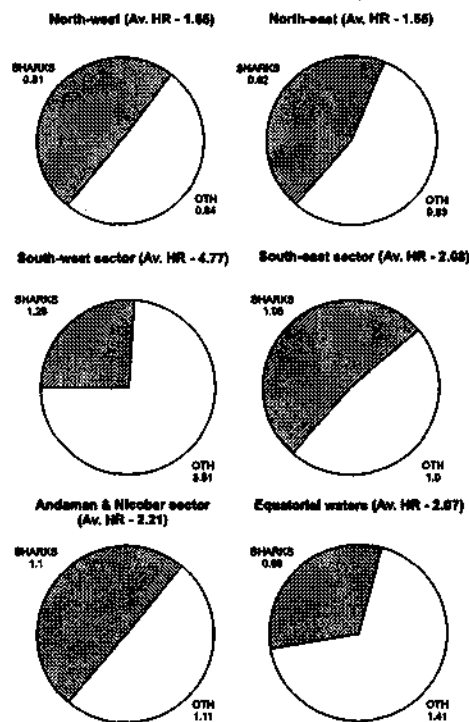 North-west (Av. HR - 1.65)
North-east (Av. HR - 1.55)
SHARKS
0.81
SHARKS
0.62
OTH
0.84
OTH
0.93
South-west sector (Av. HR - 4.77)
South-east sector (Av. HR - 2.08)
SHARKS
1.26
SHARKS
1.08
OTH
3.51
OTH
1.0
Andaman & Nicobar sector
(Av. HR - 2.21)
Equatorial waters (Av. HR - 2.07)
SHARKS
1.1
SHARKS
0.66
OTH
1.11
OTH
1.41